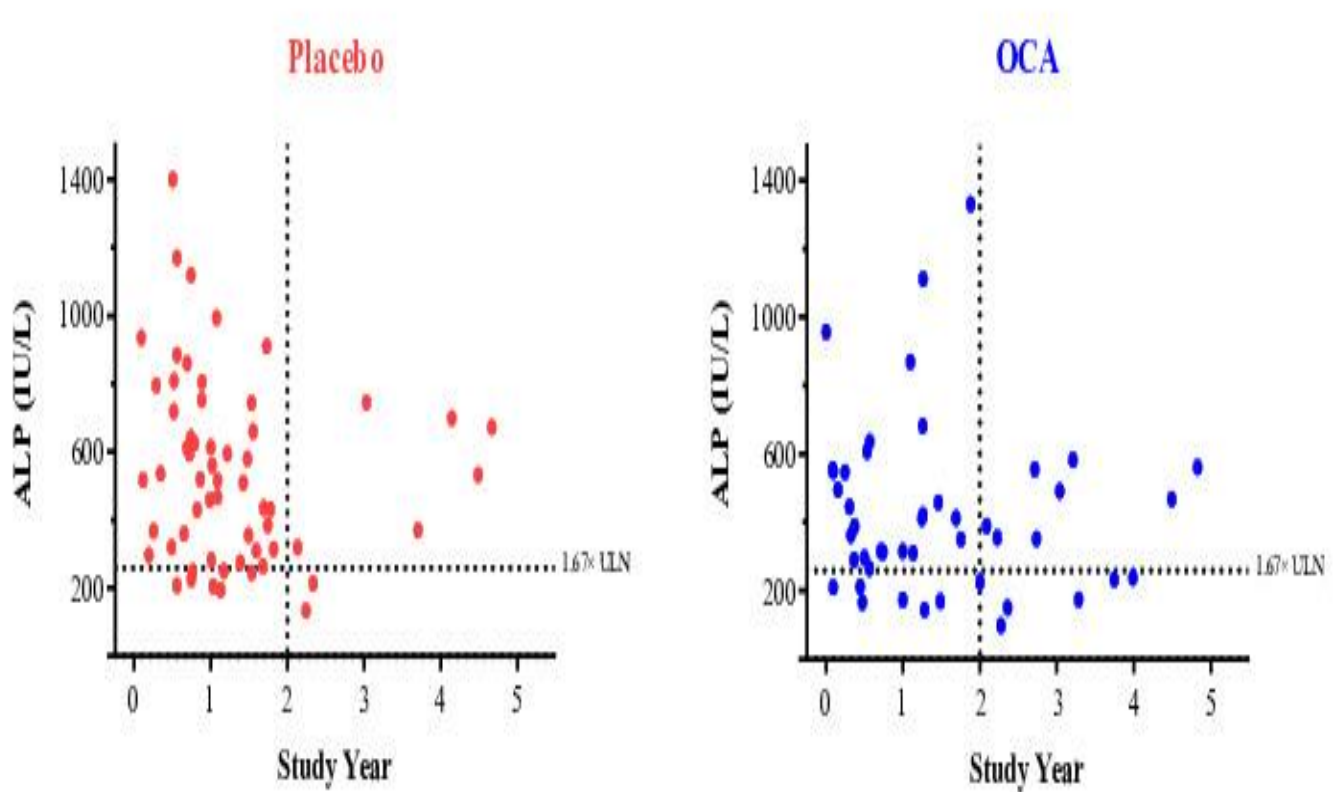 Placebo
ALP (IU/L)
1400
1000
600
200
1.67× ULN
0 1 2 3 4 5
Study Year
OCA
ALP (IU/L)
1400
1000
600
200
1.67× ULN
0 1 2 3 4 5
Study Year